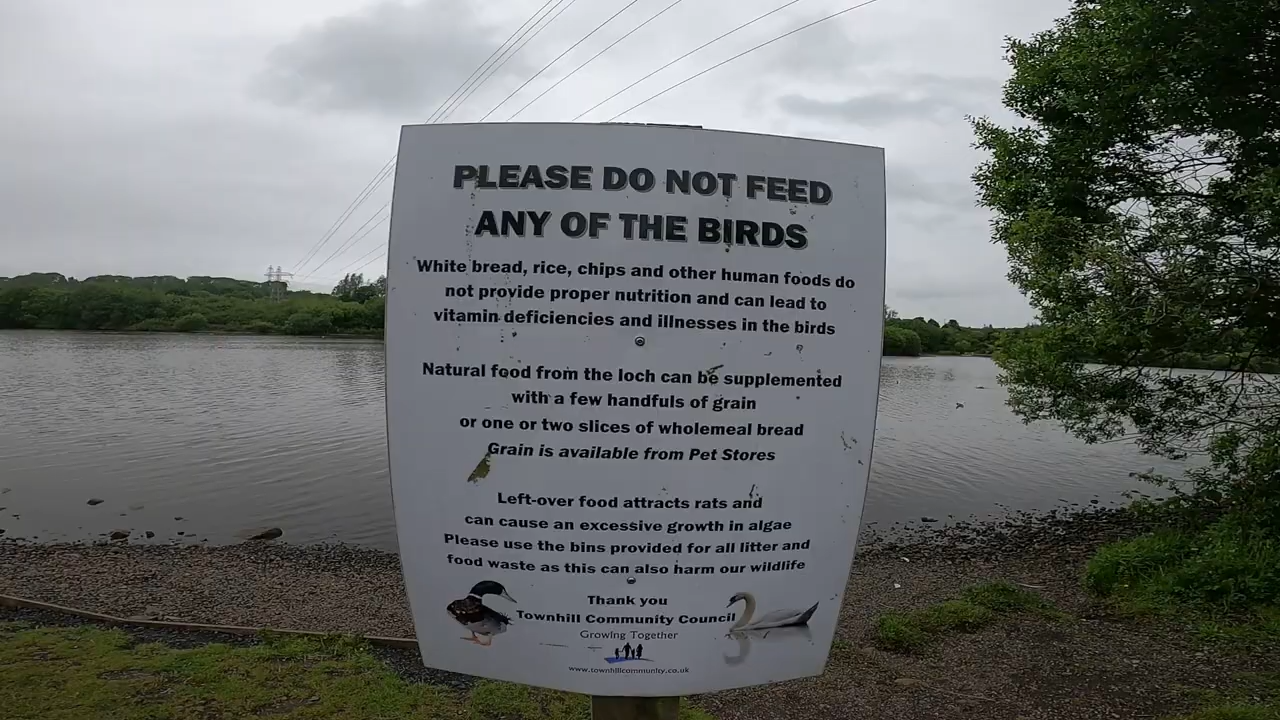 PLEASE DO NOT FEED
ANY OF THE BIRDS
White bread, rice, chips and other human foods do
not provide proper nutrition and can lead to
vitamin deficiencies and illnesses in the birds
Natural food from the loch can be supplemented
with a few handfuls of grain
or one or two slices of wholemeal bread
Grain is available from Pet Stores
Left-over food attracts rats and
can cause an excessive growth in algae
Please use the bins provided for all litter and
food waste as this can also harm our wildlife
Thank you
Townhill Community Council
Growing Together
www.townhillcommunity.co.uk